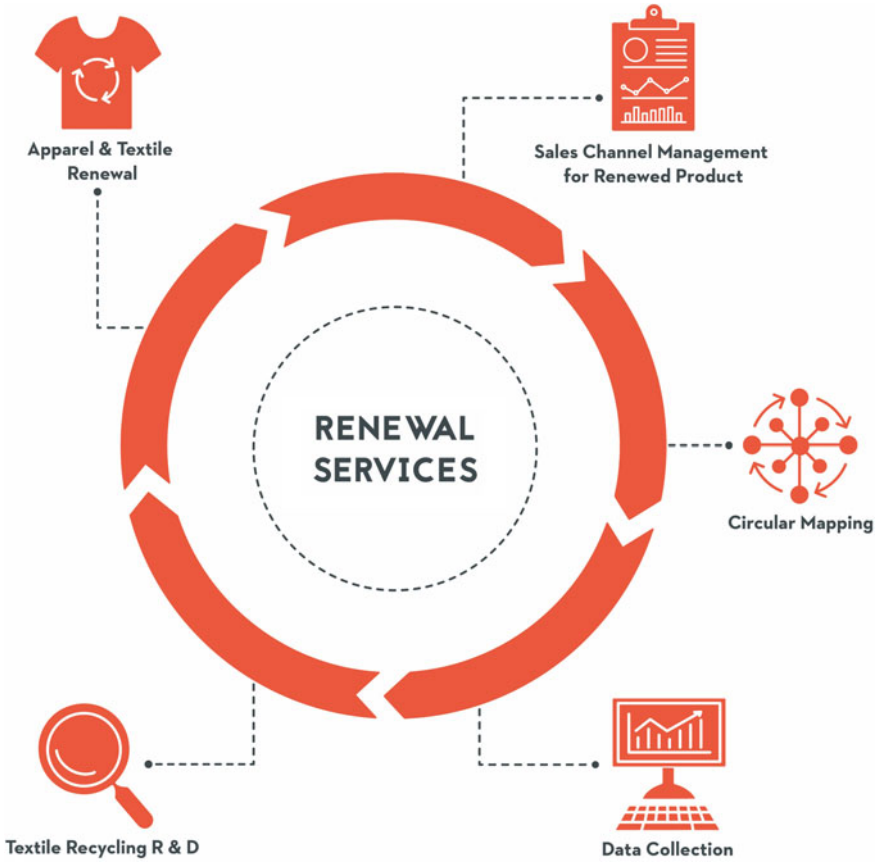 Apparel & Textile
Renewal
Sales Channel Management
for Renewed Product
RENEWAL
SERVICES
Circular Mapping
Textile Recycling R & D
Data Collection